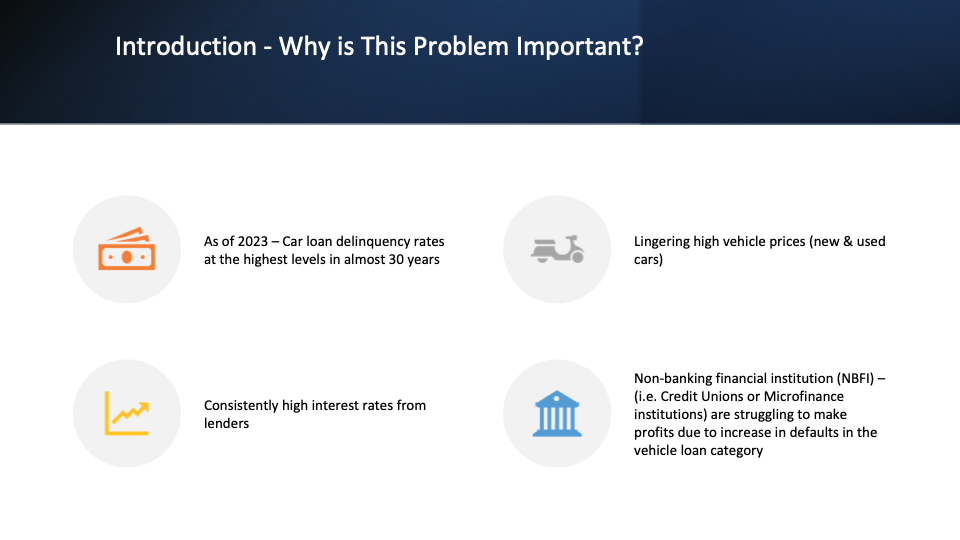 Introduction - Why is This Problem Important?
As of 2023 – Car loan delinquency rates
at the highest levels in almost 30 years
Lingering high vehicle prices (new & used
cars)
Consistently high interest rates from
lenders
Non-banking financial institution (NBFI) –
(i.e. Credit Unions or Microfinance
institutions) are struggling to make
profits due to increase in defaults in the
vehicle loan category